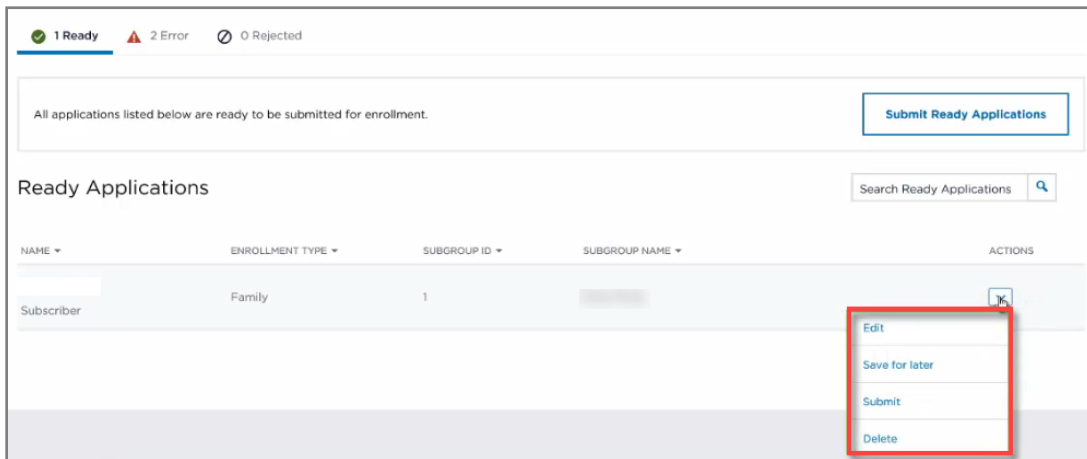 1 Ready 2 Error 0 Rejected
All applications listed below are ready to be submitted for enrollment. Submit Ready Applications
Ready Applications Search Ready Applications
NAME ENROLLMENT TYPE SUBGROUP ID SUBGROUP NAME ACTIONS
Family 1
Subscriber
Edit
Save for later
Submit
Delete